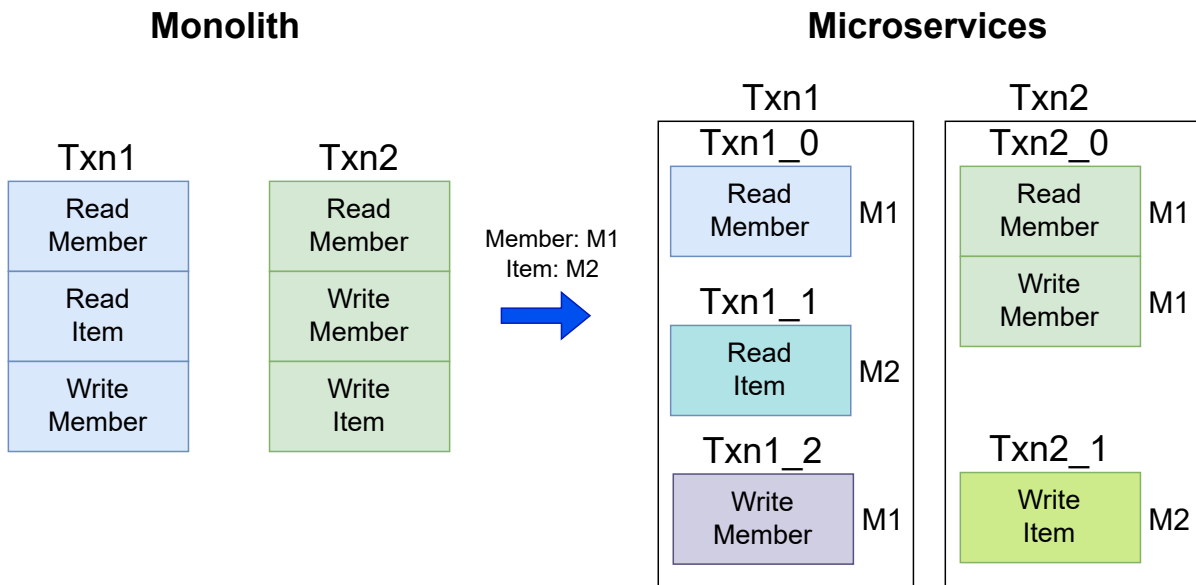 Monolith
Txn1
Read
Member
Read
Item
Write
Member
Txn2
Read
Member
Write
Member
Write
Item
Member: M1
Item: M2
Microservices
Txn1
Txn1_0
Read
Member
M1
Txn1_1
Read
Item
M2
Txn1_2
Write
Member
M1
Txn2
Txn2_0
Read
Member
M1
Write
Member
M1
Txn2_1
Write
Item
M2